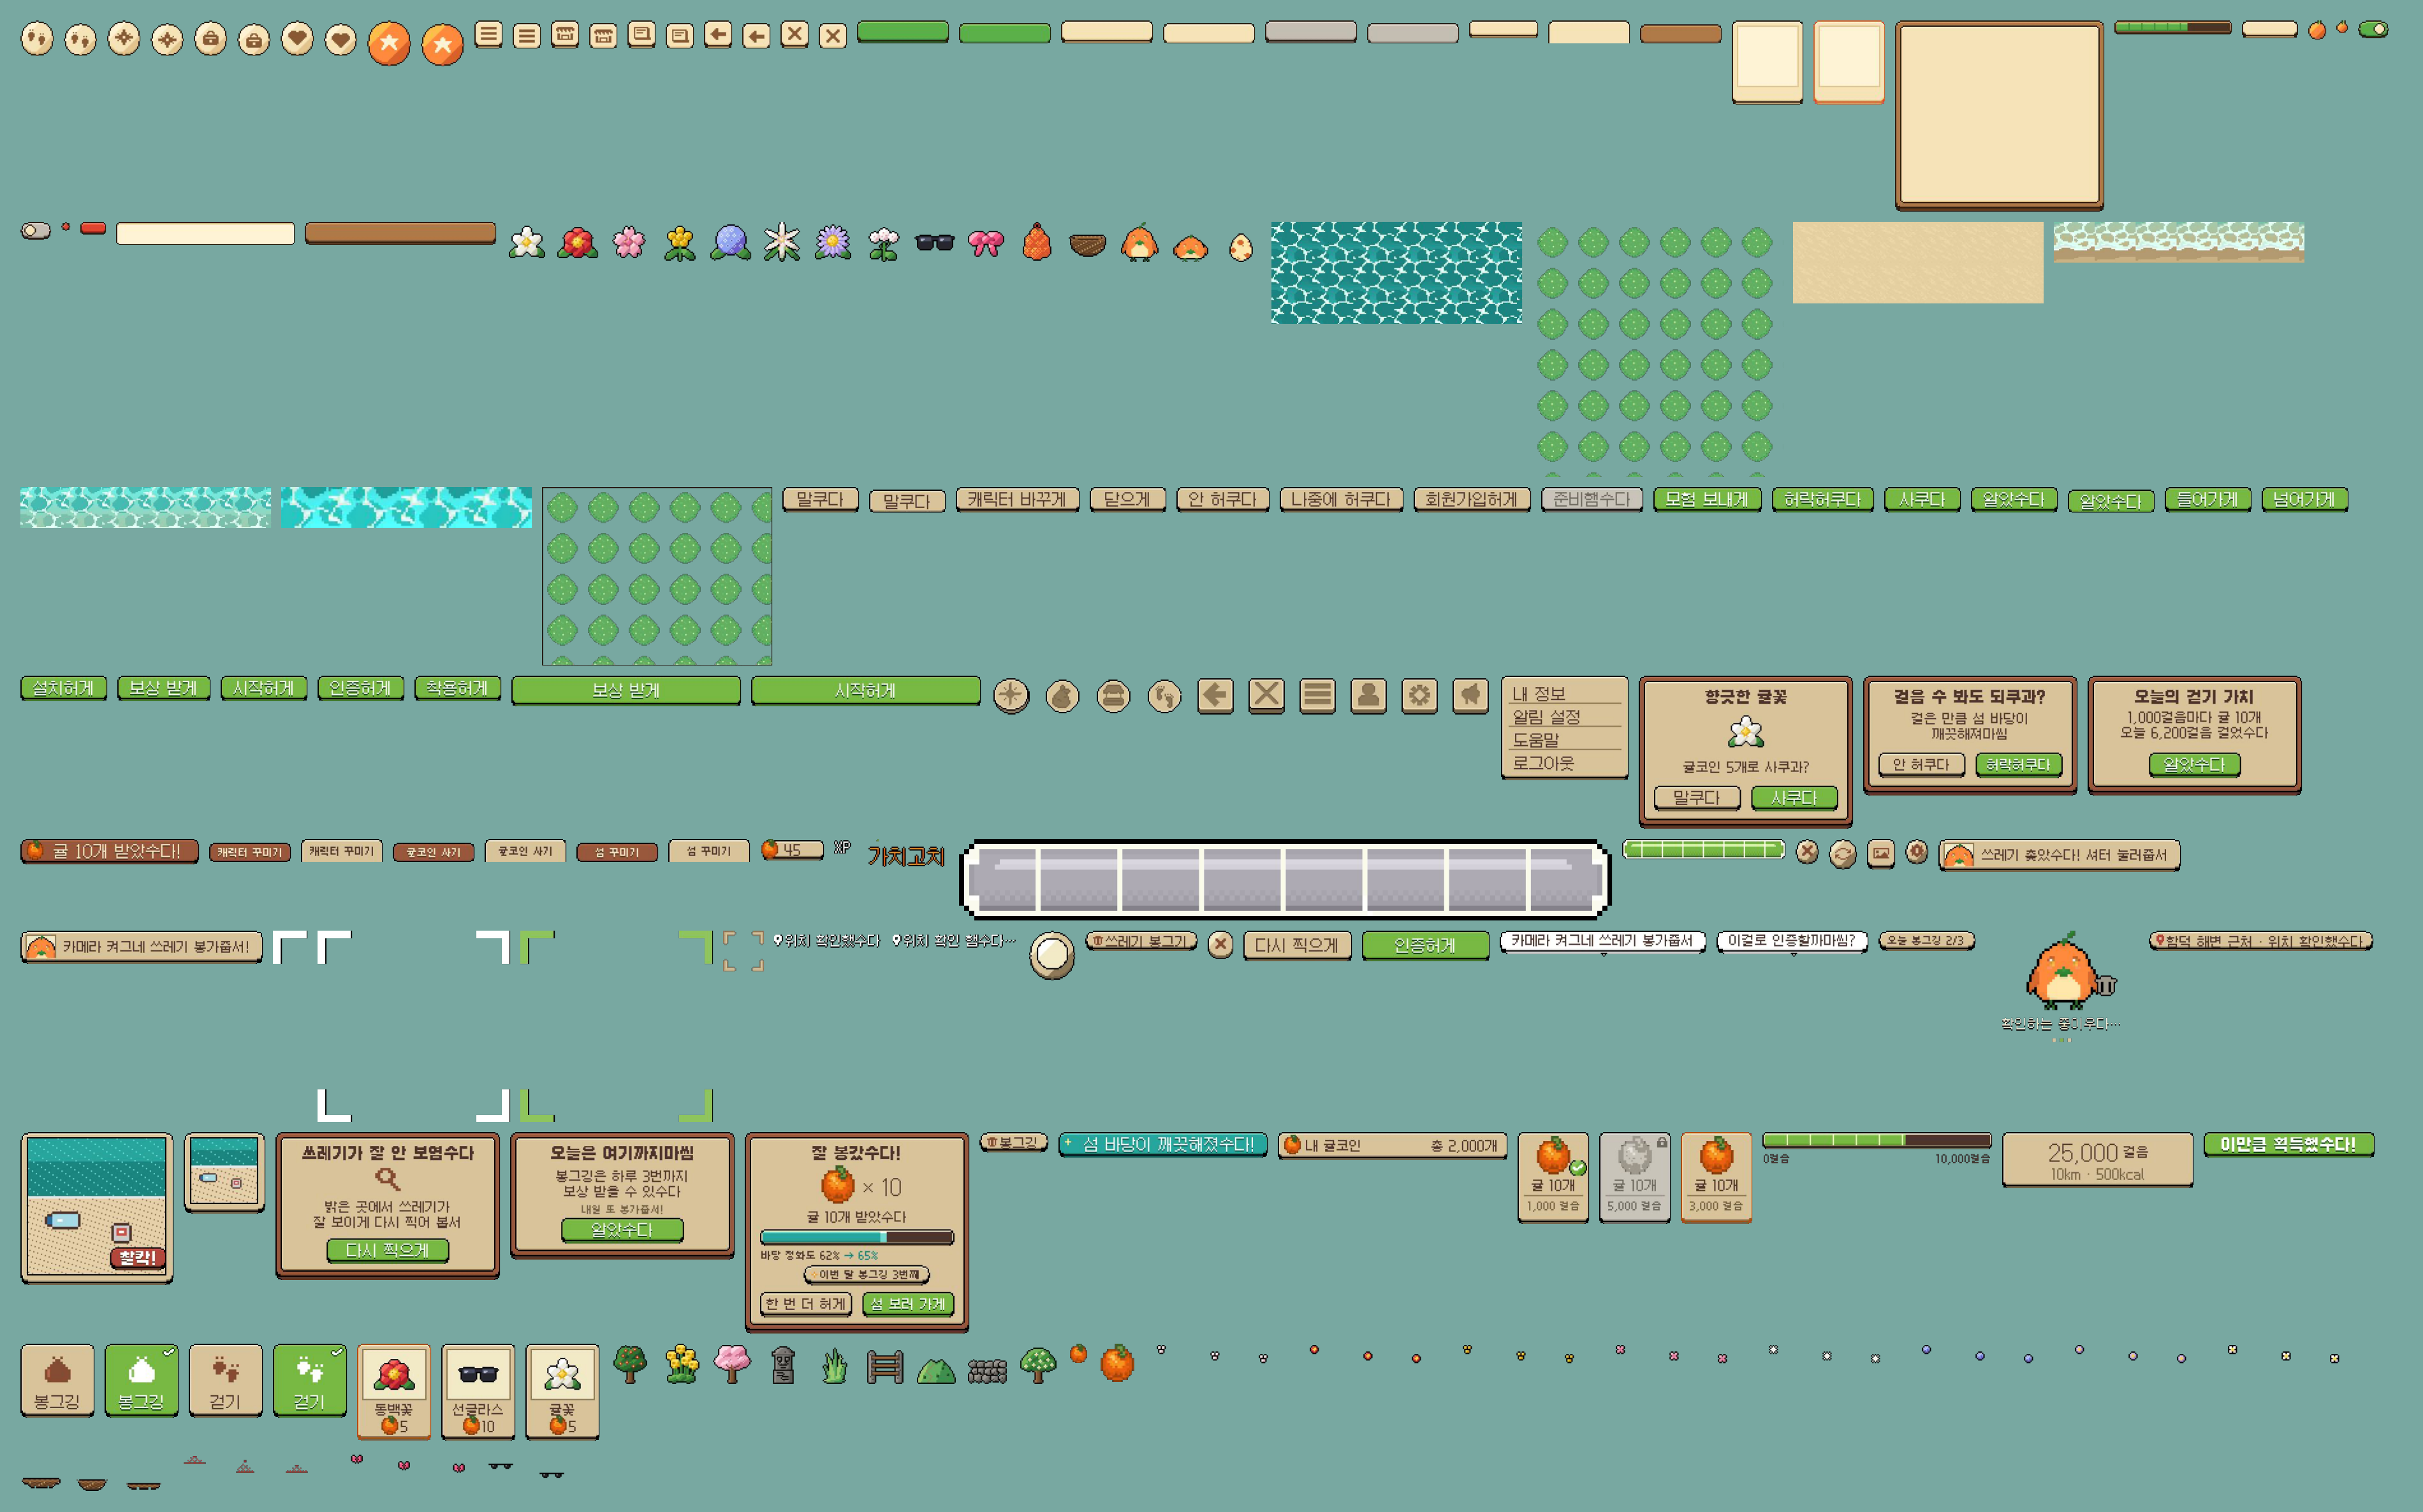 말쿠다
말쿠다
캐릭터 바꾸게
닫으게
안 허쿠다
나중에 허쿠다
회원가입허게
준비햄수다
모험 보내게
허락허쿠다
사쿠다
알았수다
알았수다
들어가게
넘어가게
설치허게
보상 받게
시작허게
인증허게
착용허게
보상 받게
시작허게
내 정보
알림 설정
도움말
로그아웃
향긋한 귤꽃
귤코인 5개로 사쿠과?
말쿠다
사쿠다
걸음 수 봐도 되쿠과?
걸은 만큼 섬 바당이
깨끗해져마씸
안 허쿠다
허락허쿠다
오늘의 걷기 가치
1,000걸음마다 귤 10개
오늘 6,200걸음 걸었수다
알았수다
귤 10개 받았수다!
캐릭터 꾸미기
캐릭터 꾸미기
귤코인 사기
귤코인 사기
섬 꾸미기
섬 꾸미기
45
XP
가치고치
쓰레기 찾았수다! 셔터 눌러줍서
카메라 켜그네 쓰레기 봉가줍서!
위치 확인했수다
위치 확인 햄수다…
쓰레기 봉그기
다시 찍으게
인증허게
카메라 켜그네 쓰레기 봉가줍서
이걸로 인증할까마씸?
오늘 봉그깅 2/3
확인하는 중이우다…
함덕 해변 근처 · 위치 확인했수다
찰칵!
쓰레기가 잘 안 보염수다
밝은 곳에서 쓰레기가
잘 보이게 다시 찍어 봅서
다시 찍으게
오늘은 여기까지마씸
봉그깅은 하루 3번까지
보상 받을 수 있수다
내일 또 봉가줍서!
알았수다
잘 봉갔수다!
× 10
귤 10개 받았수다
바당 정화도 62% → 65%
이번 달 봉그깅 3번째
한 번 더 허게
섬 보러 가게
봉그깅
섬 바당이 깨끗해졌수다!
내 귤코인
총 2,000개
귤 10개
1,000 걸음
귤 10개
5,000 걸음
귤 10개
3,000 걸음
0걸음
10,000걸음
25,000 걸음
10km · 500kcal
이만큼 획득했수다!
봉그깅
봉그깅
걷기
걷기
동백꽃
5
선글라스
10
귤꽃
5